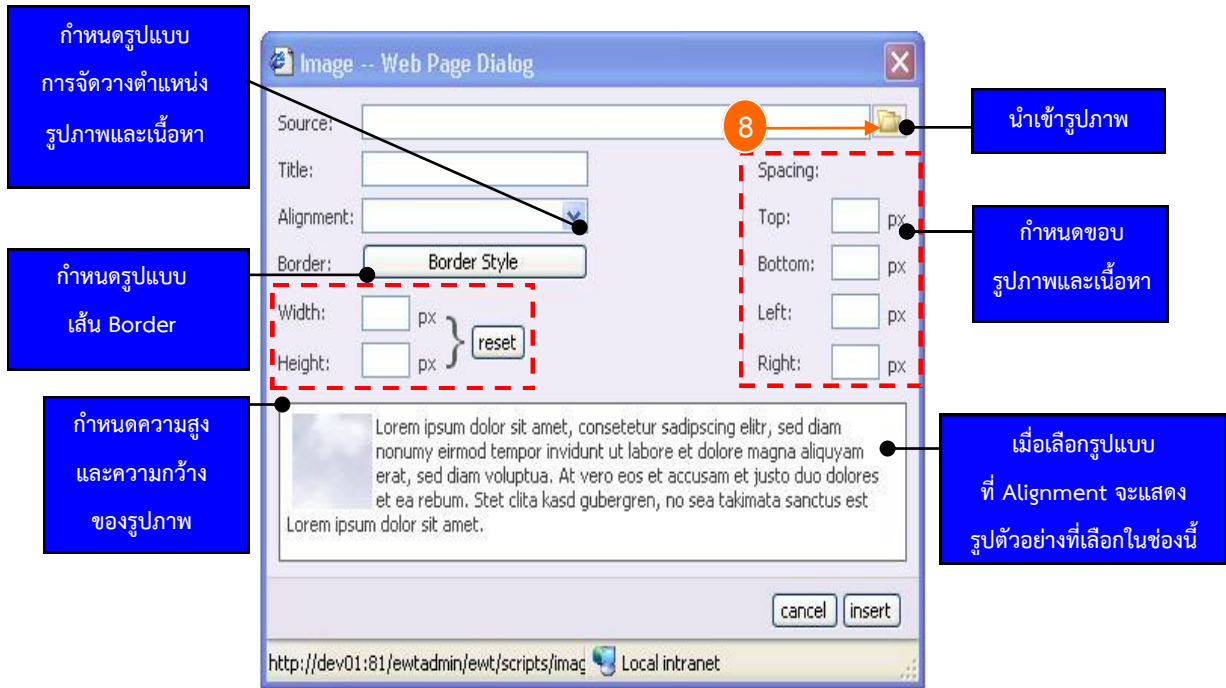 กำหนดรูปแบบ
การจัดวางตำแหน่ง
รูปภาพและเนื้อหา
Image -- Web Page Dialog
Source:
8
นำเข้ารูปภาพ
Title:
Spacing:
Alignment:
Top:
px
กำหนดขอบ
รูปภาพและเนื้อหา
กำหนดรูปแบบ
เส้น Border
Border:
Border Style
Bottom:
px
Width:
px
Left:
px
reset
Height:
px
Right:
px
กำหนดความสูง
และความกว้าง
ของรูปภาพ
Lorem ipsum dolor sit amet, consetetur sadipscing elitr, sed diam
nonumy eirmod tempor invidunt ut labore et dolore magna aliquyam
erat, sed diam voluptua. At vero eos et accusam et justo duo dolores
et ea rebum. Stet clita kasd gubergren, no sea takimata sanctus est
Lorem ipsum dolor sit amet.
เมื่อเลือกรูปแบบ
ที่ Alignment จะแสดง
รูปตัวอย่างที่เลือกในช่องนี้
cancel
insert
http://dev01:81/ewtadmin/ewt/scripts/imag
Local intranet